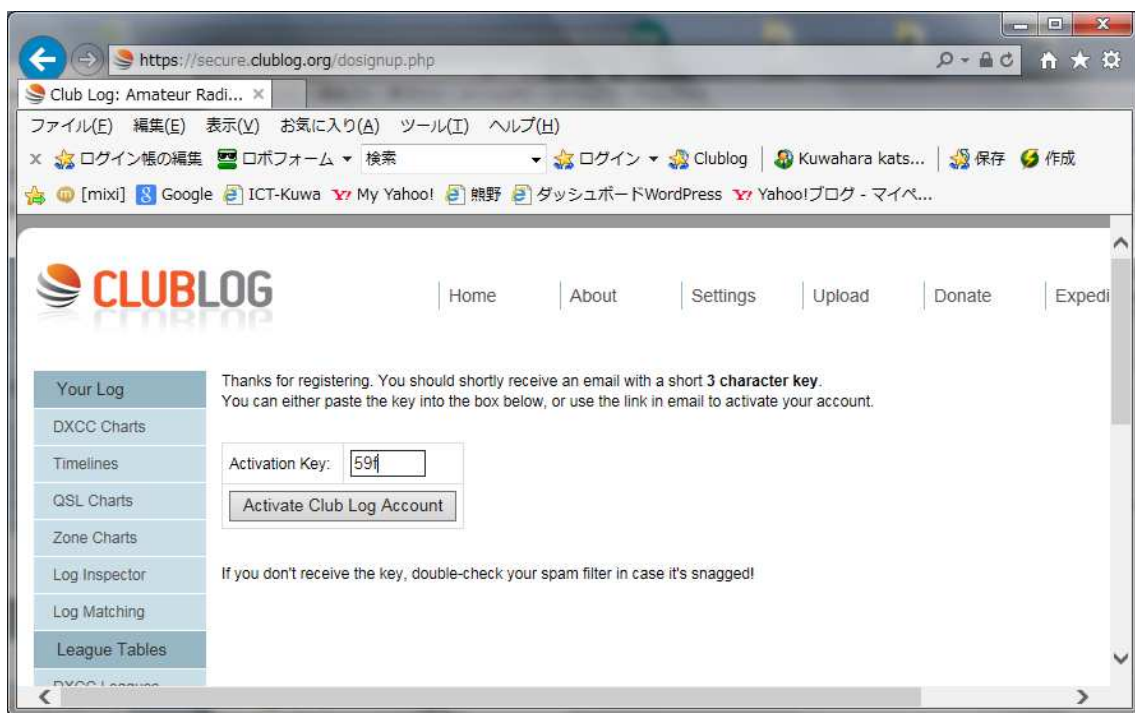 https://secure.clublog.org/dosignup.php
Club Log: Amateur Radi...
ファイル(F) 編集(E) 表示(V) お気に入り(A) ツール(T) ヘルプ(H)
x ログイン帳の編集 ロボフォーム 検索 ログイン Clublog Kuwahara kats... 保存 作成
[mixi] Google ICT-Kuwa My Yahoo! 熊野 ダッシュボードWordPress Yahoo!ブログ - マイペ...
CLUBLOG
Home About Settings Upload Donate Expedi
Your Log
DXCC Charts
Timelines
QSL Charts
Zone Charts
Log Inspector
Log Matching
League Tables
DXCC Leagues
Thanks for registering. You should shortly receive an email with a short 3 character key.
You can either paste the key into the box below, or use the link in email to activate your account.
Activation Key: 59f
Activate Club Log Account
If you don't receive the key, double-check your spam filter in case it's snagged!